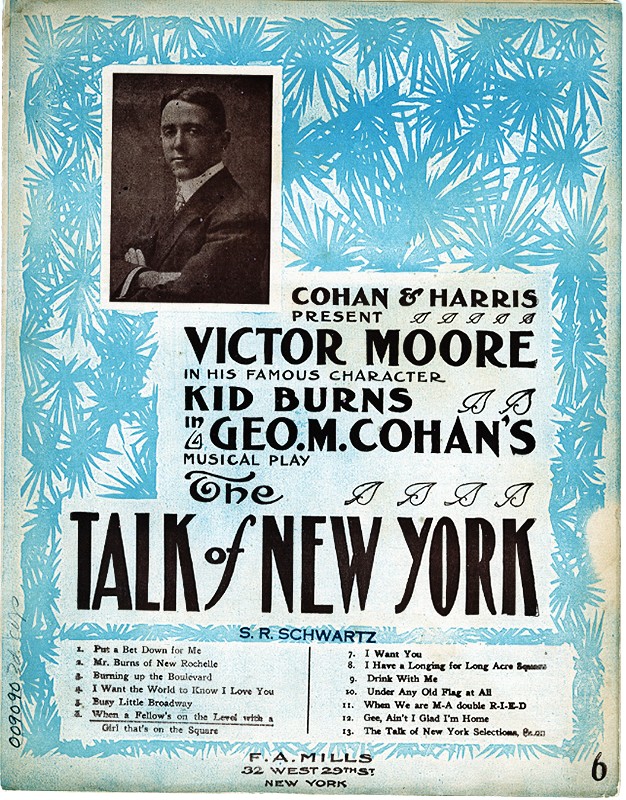 COHAN & HARRIS
PRESENT
VICTOR MOORE
IN HIS FAMOUS CHARACTER
KID BURNS
in GEO.M.COHAN'S
MUSICAL PLAY
The
TALK of NEW YORK
S. R. SCHWARTZ
1. Put a Bet Down for Me
2. Mr. Burns of New Rochelle
3. Burning up the Boulevard
4. I Want the World to Know I Love You
5. Busy Little Broadway
When a Fellow's on the Level with a
Girl that's on the Square
7. I Want You
8. I Have a Longing for Long Acre Square
9. Drink With Me
10. Under Any Old Flag at All
11. When We are M-A double R-I-E-D
12. Gee, Ain't I Glad I'm Home
13. The Talk of New York Selections,
F. A. MILLS
32 WEST 29TH ST
NEW YORK
6